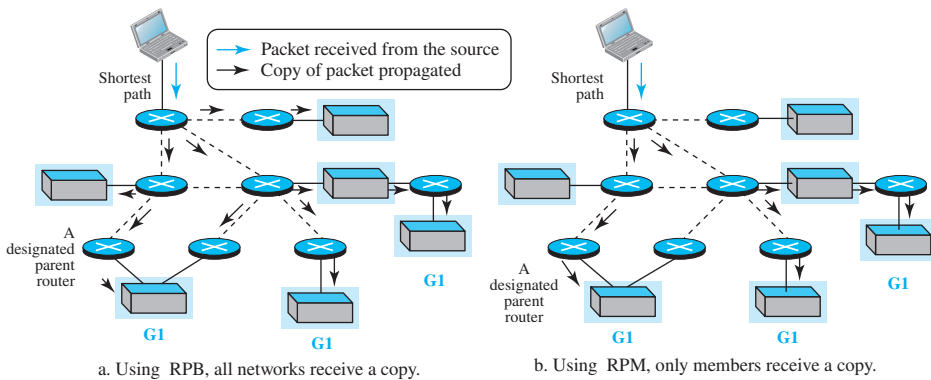 Packet received from the source
Copy of packet propagated
Shortest
path
A
designated
parent
router
G1
G1
G1
a. Using RPB, all networks receive a copy.
Shortest
path
A
designated
parent
router
G1
G1
G1
b. Using RPM, only members receive a copy.